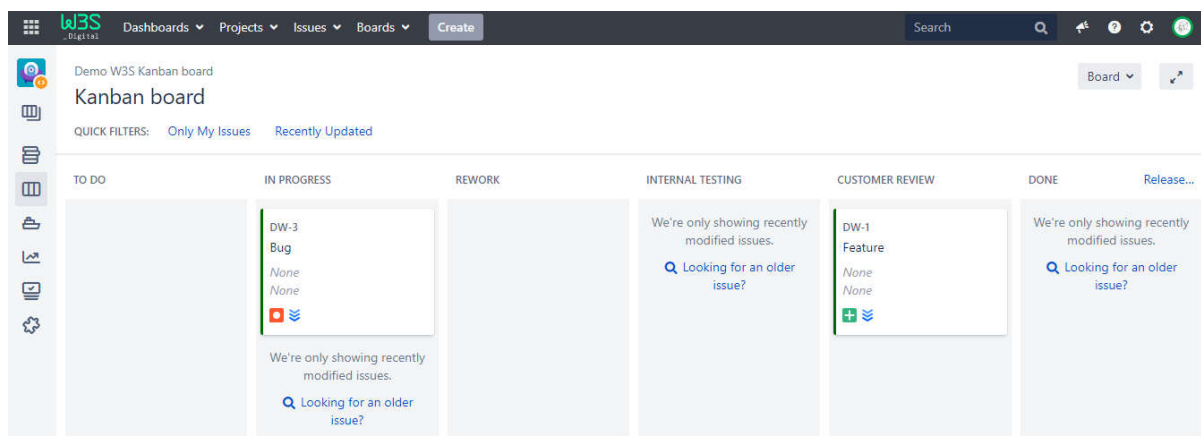 W3S
_Digital
Dashboards Projects Issues Boards Create Search
Demo W3S Kanban board
Kanban board
Board
QUICK FILTERS: Only My Issues Recently Updated
TO DO IN PROGRESS REWORK INTERNAL TESTING CUSTOMER REVIEW DONE Release...
DW-3
Bug
None
None
We're only showing recently
modified issues.
Looking for an older
issue?
We're only showing recently
modified issues.
Looking for an older
issue?
DW-1
Feature
None
None
We're only showing recently
modified issues.
Looking for an older
issue?